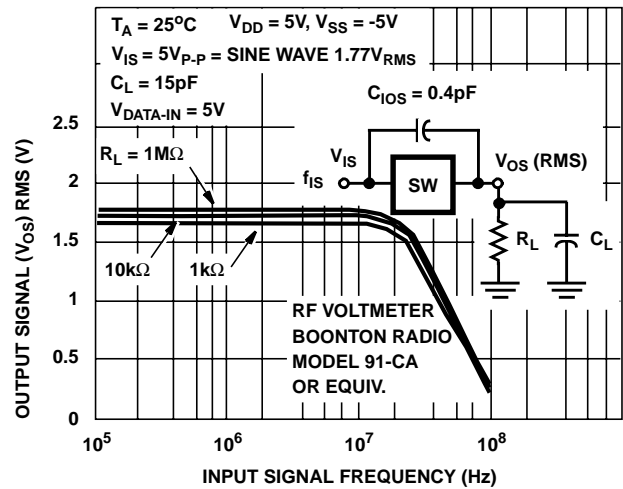 T_A = 25°C V_DD = 5V, V_SS = -5V
V_IS = 5V_P-P = SINE WAVE 1.77V_RMS
C_L = 15pF
V_DATA-IN = 5V
C_IOS = 0.4pF
R_L = 1MΩ
V_IS
f_IS
SW
V_OS (RMS)
R_L
C_L
10kΩ
1kΩ
RF VOLTMETER
BOONTON RADIO
MODEL 91-CA
OR EQUIV.
OUTPUT SIGNAL (V_OS) RMS (V)
2.5
2
1.5
1
0.5
0
10^5
10^6
10^7
10^8
INPUT SIGNAL FREQUENCY (Hz)